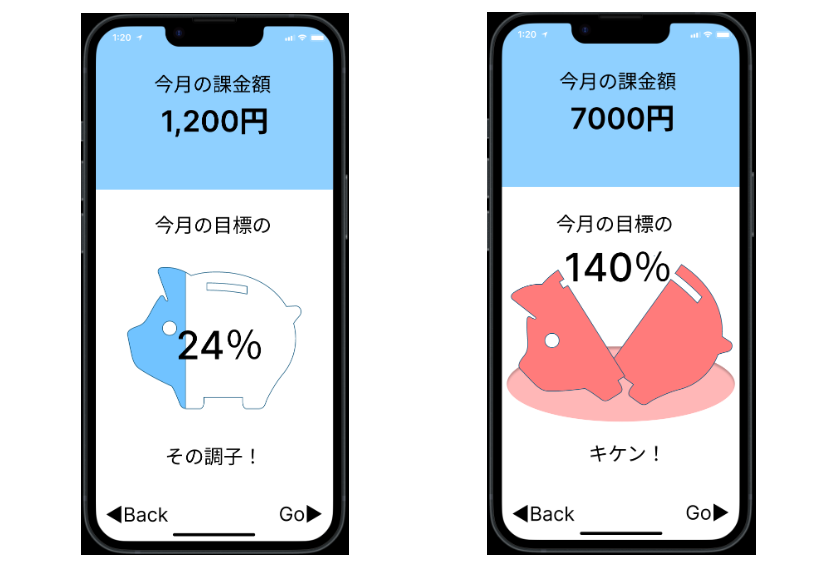 1:20
今月の課金額
1,200円
今月の目標の
24%
その調子！
◀Back
Go▶
1:20
今月の課金額
7000円
今月の目標の
140%
キケン！
◀Back
Go▶